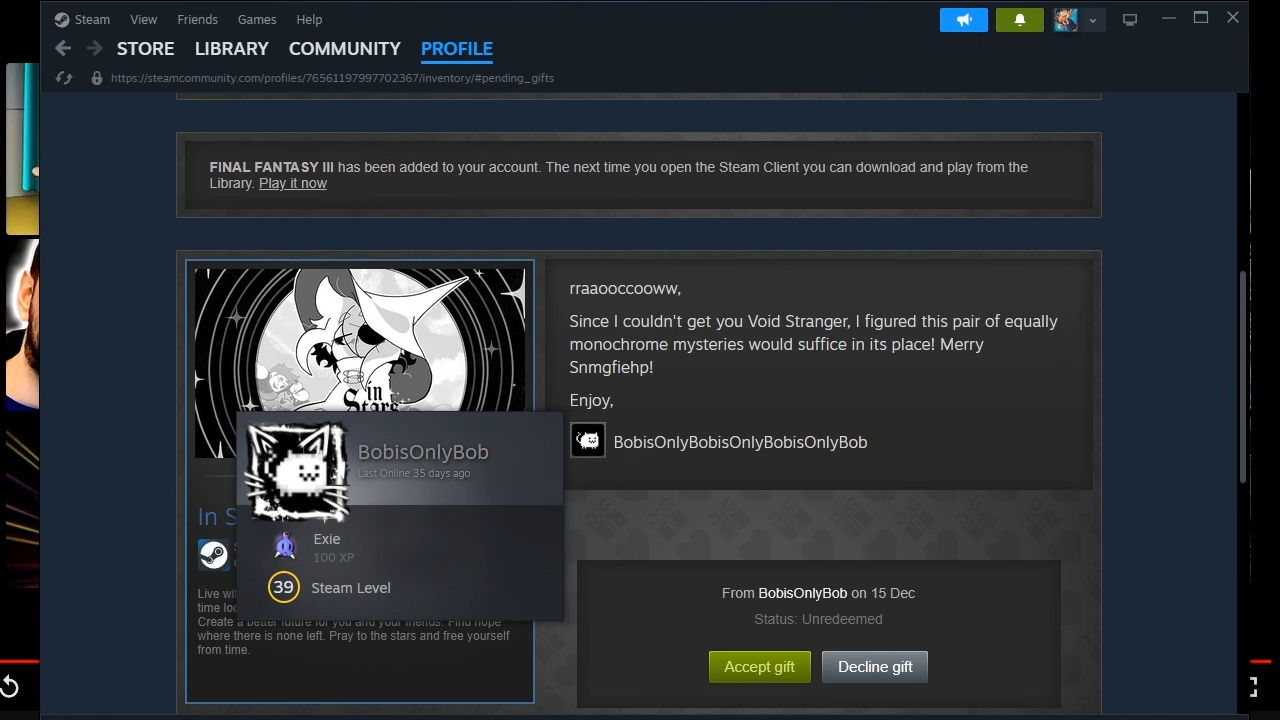 Steam View Friends Games Help
STORE LIBRARY COMMUNITY PROFILE
https://steamcommunity.com/profiles/76561197997702367/inventory/#pending_gifts
FINAL FANTASY III has been added to your account. The next time you open the Steam Client you can download and play from the
Library. Play it now
in
Stars
rraaooccooww,
Since I couldn't get you Void Stranger, I figured this pair of equally
monochrome mysteries would suffice in its place! Merry
Snmgfiehp!
Enjoy,
BobisOnlyBobisOnlyBobisOnlyBob
BobisOnlyBob
Last Online 35 days ago
Exie
100 XP
39 Steam Level
In S
Live wi
time loo
Create a better future for you and your friends. Find hope
where there is none left. Pray to the stars and free yourself
from time.
From BobisOnlyBob on 15 Dec
Status: Unredeemed
Accept gift Decline gift